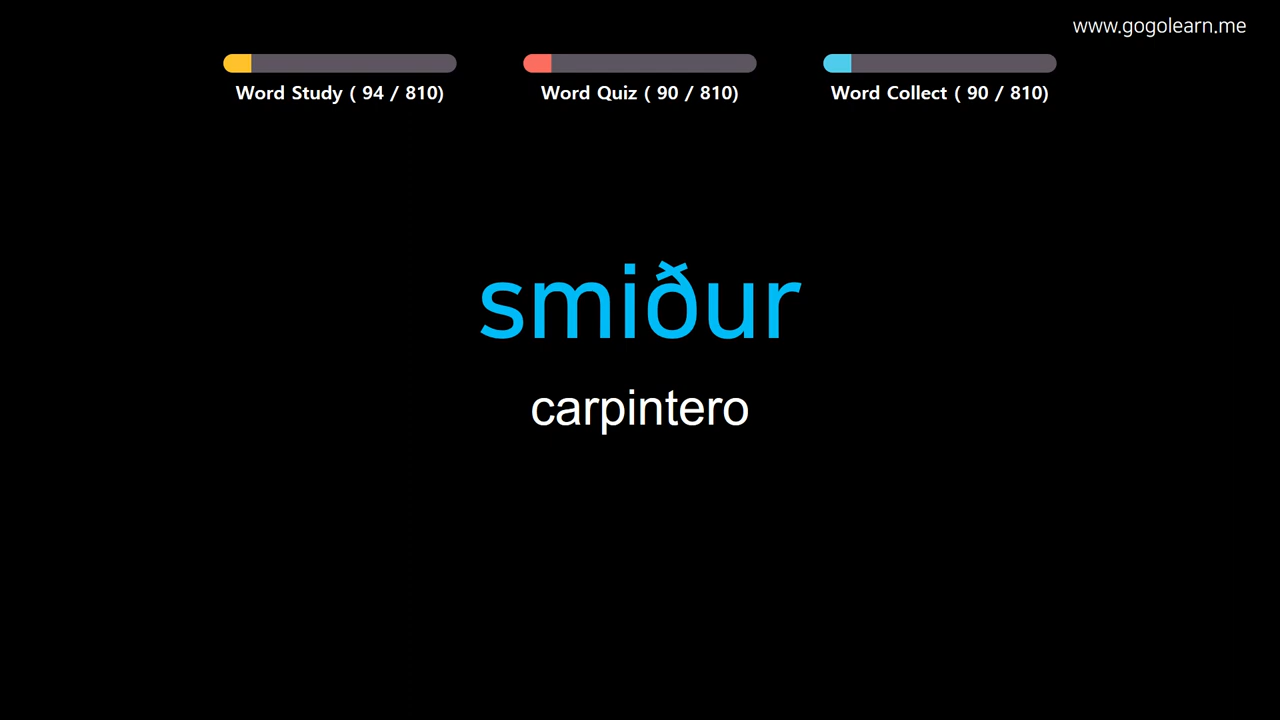 www.gogolearn.me
Word Study ( 94 / 810)
Word Quiz ( 90 / 810)
Word Collect ( 90 / 810)
smiður
carpintero